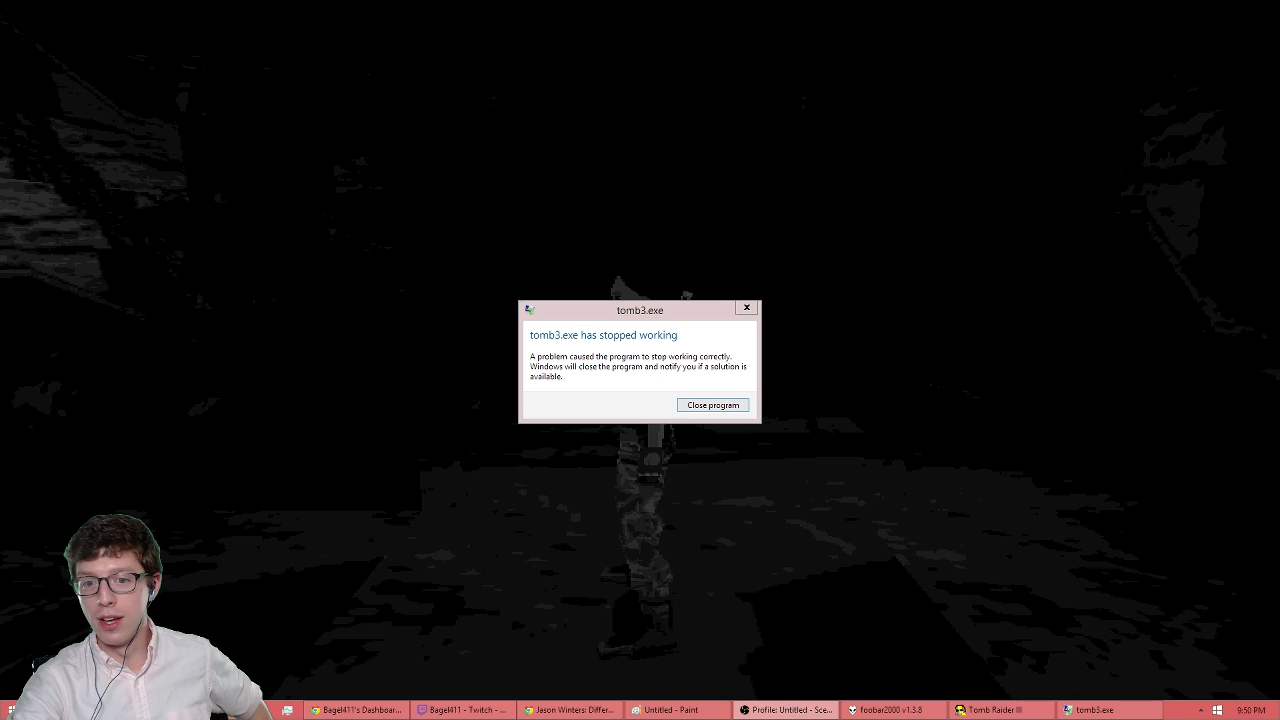 tomb3.exe
tomb3.exe has stopped working
A problem caused the program to stop working correctly.
Windows will close the program and notify you if a solution is
available.
Close program
Bagel411's Dashboar...
Bagel411 - Twitch - ...
Jason Winters: Differ...
Untitled - Paint
Profile: Untitled - Sce...
foobar2000 v1.3.8
Tomb Raider III
tomb3.exe
9:50 PM